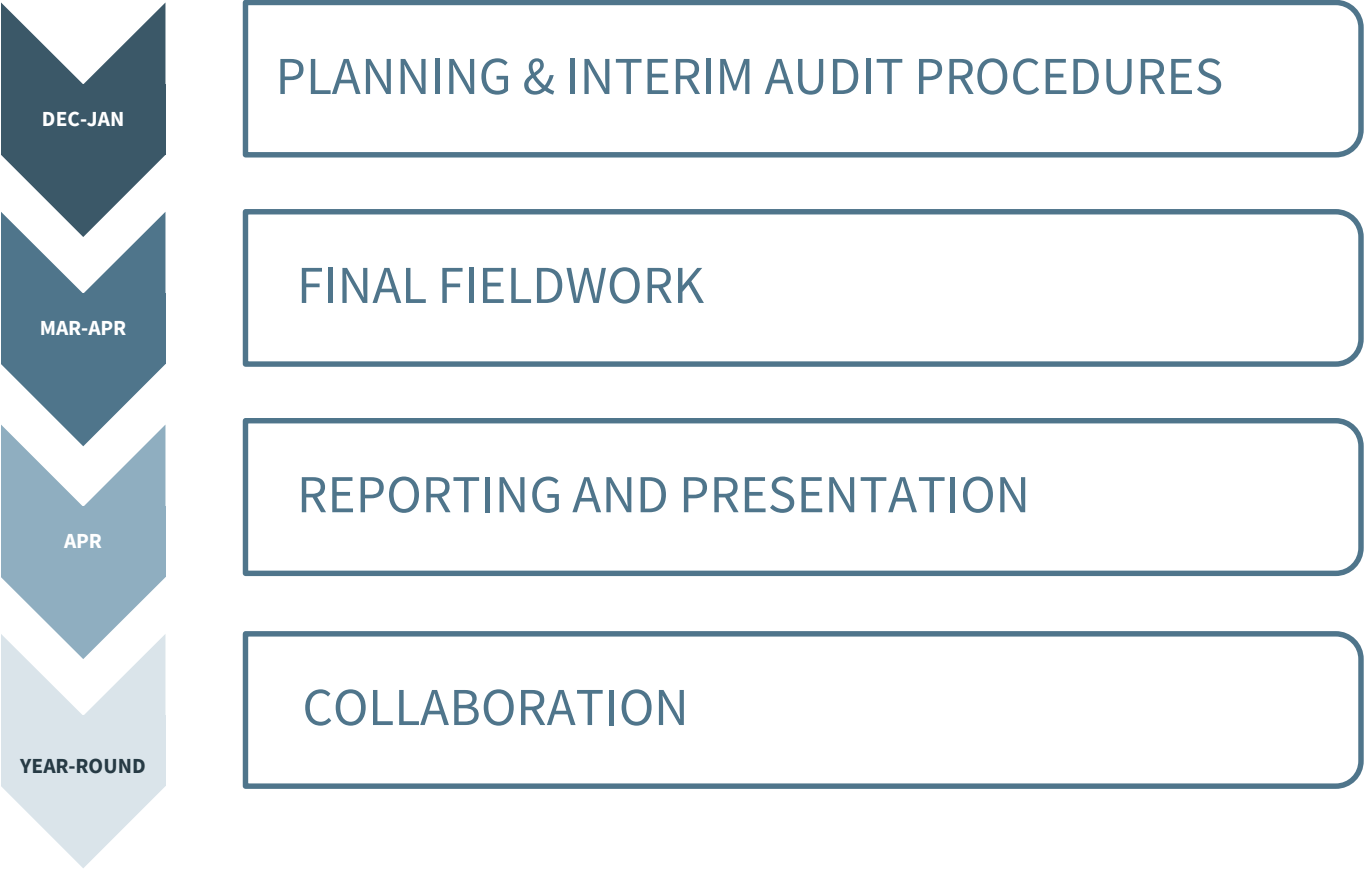 DEC-JAN
PLANNING & INTERIM AUDIT PROCEDURES
MAR-APR
FINAL FIELDWORK
APR
REPORTING AND PRESENTATION
YEAR-ROUND
COLLABORATION